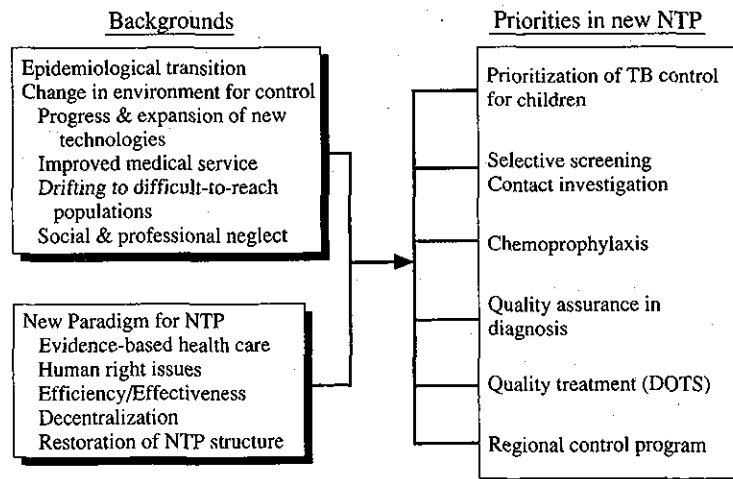 Backgrounds
Epidemiological transition
Change in environment for control
Progress & expansion of new
technologies
Improved medical service
Drifting to difficult-to-reach
populations
Social & professional neglect
New Paradigm for NTP
Evidence-based health care
Human right issues
Efficiency/Effectiveness
Decentralization
Restoration of NTP structure
Priorities in new NTP
Prioritization of TB control
for children
Selective screening
Contact investigation
Chemoprophylaxis
Quality assurance in
diagnosis
Quality treatment (DOTS)
Regional control program